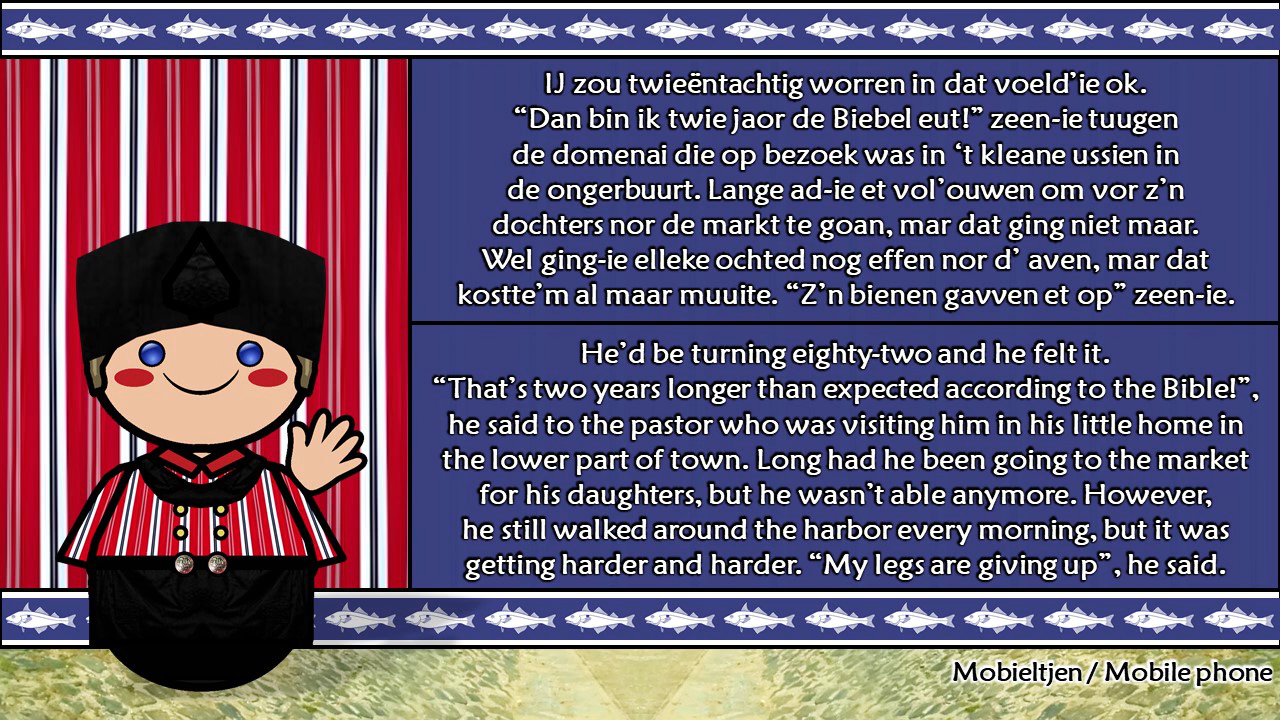 IJ zou twieëntachtig worren in dat voeld’ie ok.
“Dan bin ik twie jaor de Biebel eut!” zeen-ie tuugen
de domenai die op bezoek was in ‘t kleane ussien in
de ongerbuurt. Lange ad-ie et vol’ouwen om vor z’n
dochters nor de markt te goan, mar dat ging niet maar.
Wel ging-ie elleke ochted nog effen nor d’ aven, mar dat
kostte’m al maar muuite. “Z’n bienen gavven et op” zeen-ie.
He’d be turning eighty-two and he felt it.
“That’s two years longer than expected according to the Bible!”,
he said to the pastor who was visiting him in his little home in
the lower part of town. Long had he been going to the market
for his daughters, but he wasn’t able anymore. However,
he still walked around the harbor every morning, but it was
getting harder and harder. “My legs are giving up”, he said.
Mobieltjen / Mobile phone